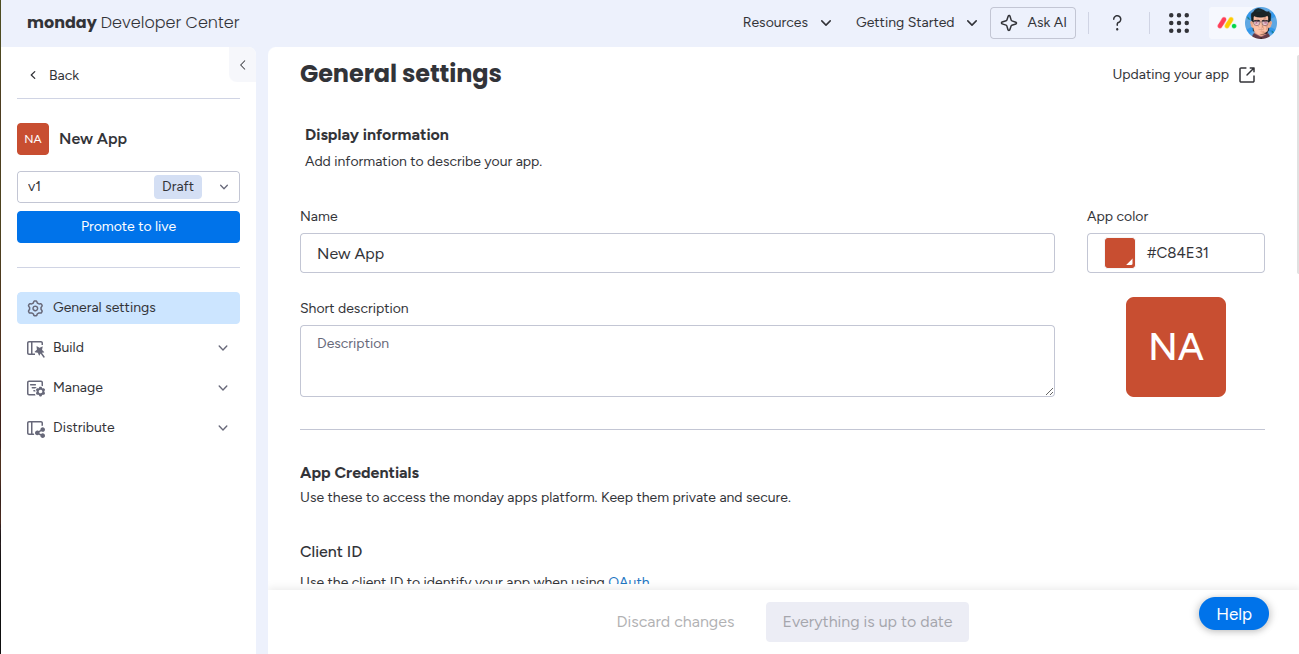 monday Developer Center
Resources
Getting Started
Ask AI
?
Back
NA
New App
v1
Draft
Promote to live
General settings
Build
Manage
Distribute
General settings
Updating your app
Display information
Add information to describe your app.
Name
New App
App color
#C84E31
Short description
Description
NA
App Credentials
Use these to access the monday apps platform. Keep them private and secure.
Client ID
Use the client ID to identify your app when using OAuth
Discard changes
Everything is up to date
Help